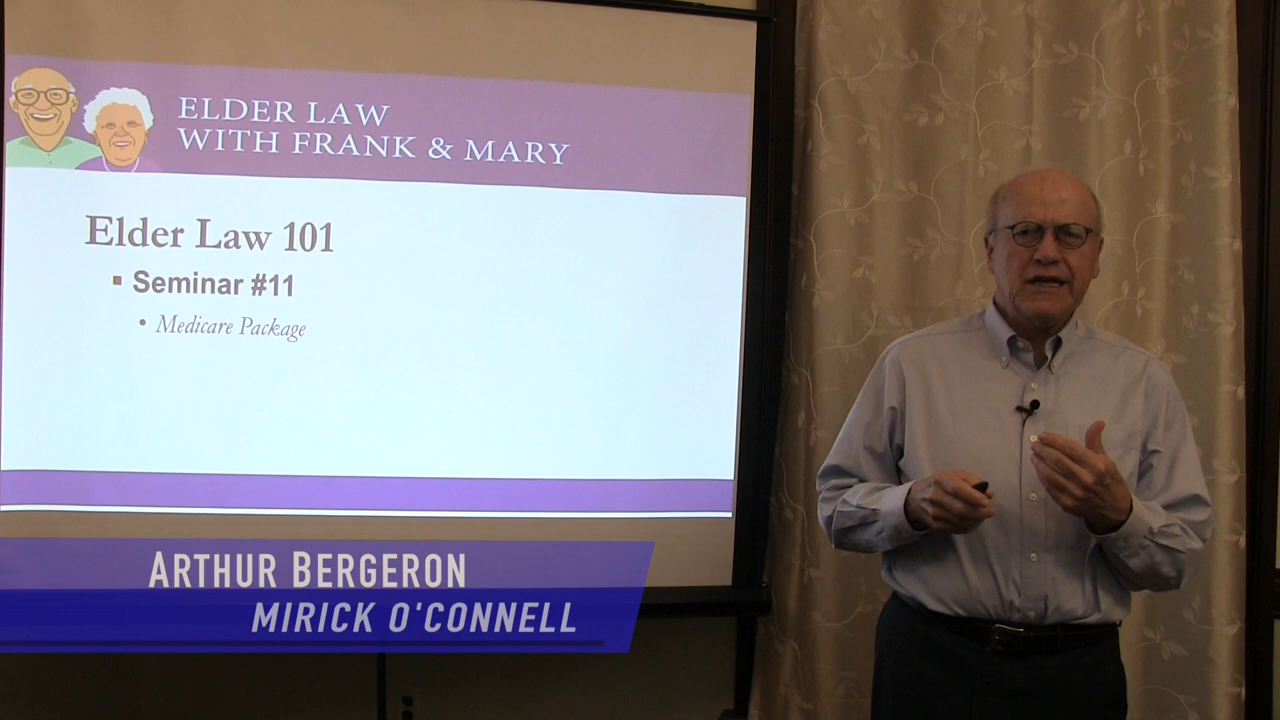 ELDER LAW
WITH FRANK & MARY
Elder Law 101
▪ Seminar #11
• Medicare Package
ARTHUR BERGERON
MIRICK O'CONNELL